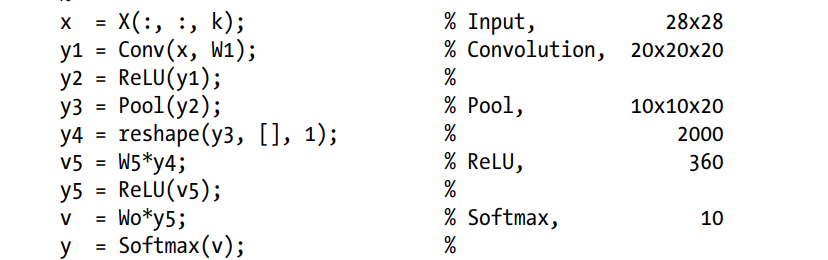 x = X(:, :, k); % Input, 28x28
y1 = Conv(x, W1); % Convolution, 20x20x20
y2 = ReLU(y1); %
y3 = Pool(y2); % Pool, 10x10x20
y4 = reshape(y3, [], 1); % 2000
v5 = W5*y4; % ReLU, 360
y5 = ReLU(v5); %
v = Wo*y5; % Softmax, 10
y = Softmax(v); %